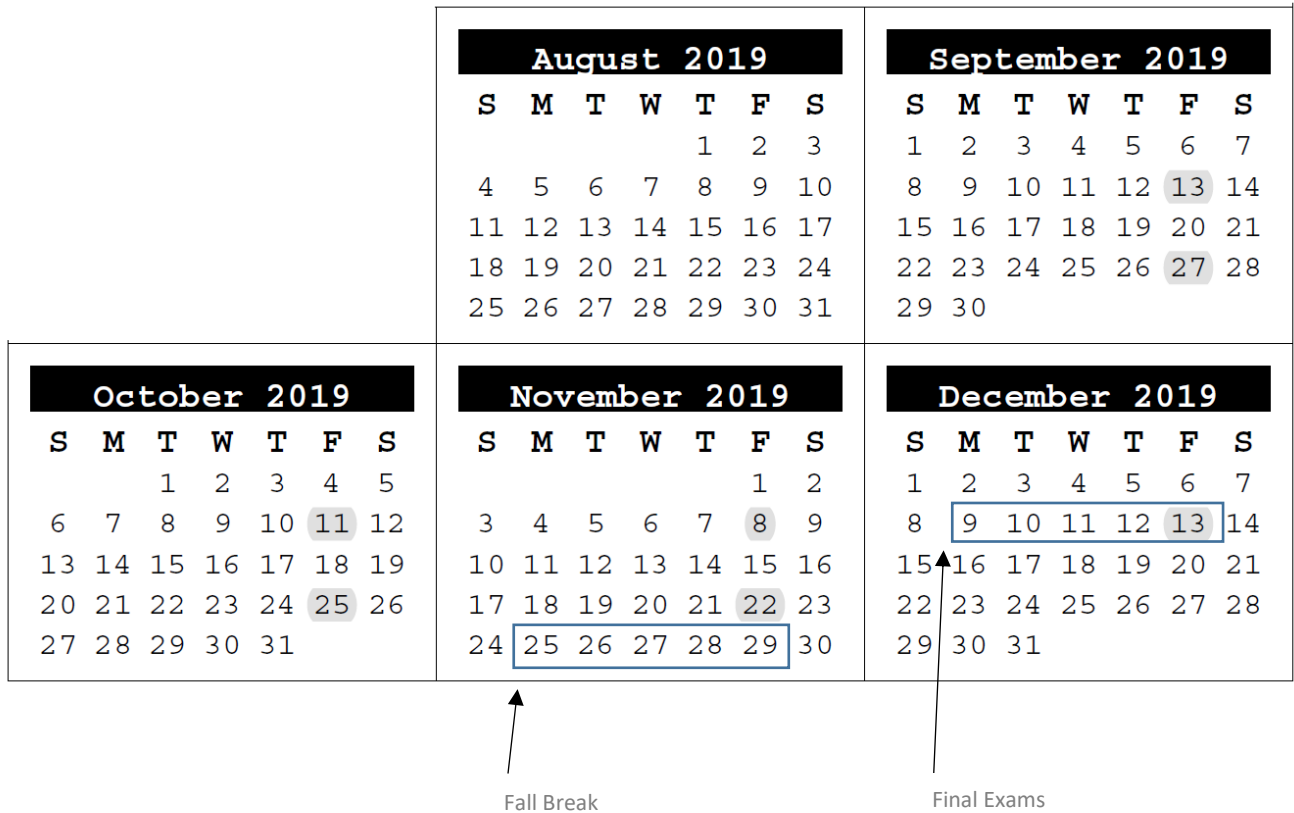 August 2019
S M T W T F S
1 2 3
4 5 6 7 8 9 10
11 12 13 14 15 16 17
18 19 20 21 22 23 24
25 26 27 28 29 30 31
September 2019
S M T W T F S
1 2 3 4 5 6 7
8 9 10 11 12 13 14
15 16 17 18 19 20 21
22 23 24 25 26 27 28
29 30
October 2019
S M T W T F S
1 2 3 4 5
6 7 8 9 10 11 12
13 14 15 16 17 18 19
20 21 22 23 24 25 26
27 28 29 30 31
November 2019
S M T W T F S
1 2
3 4 5 6 7 8 9
10 11 12 13 14 15 16
17 18 19 20 21 22 23
24 25 26 27 28 29 30
December 2019
S M T W T F S
1 2 3 4 5 6 7
8 9 10 11 12 13 14
15 16 17 18 19 20 21
22 23 24 25 26 27 28
29 30 31
Fall Break
Final Exams